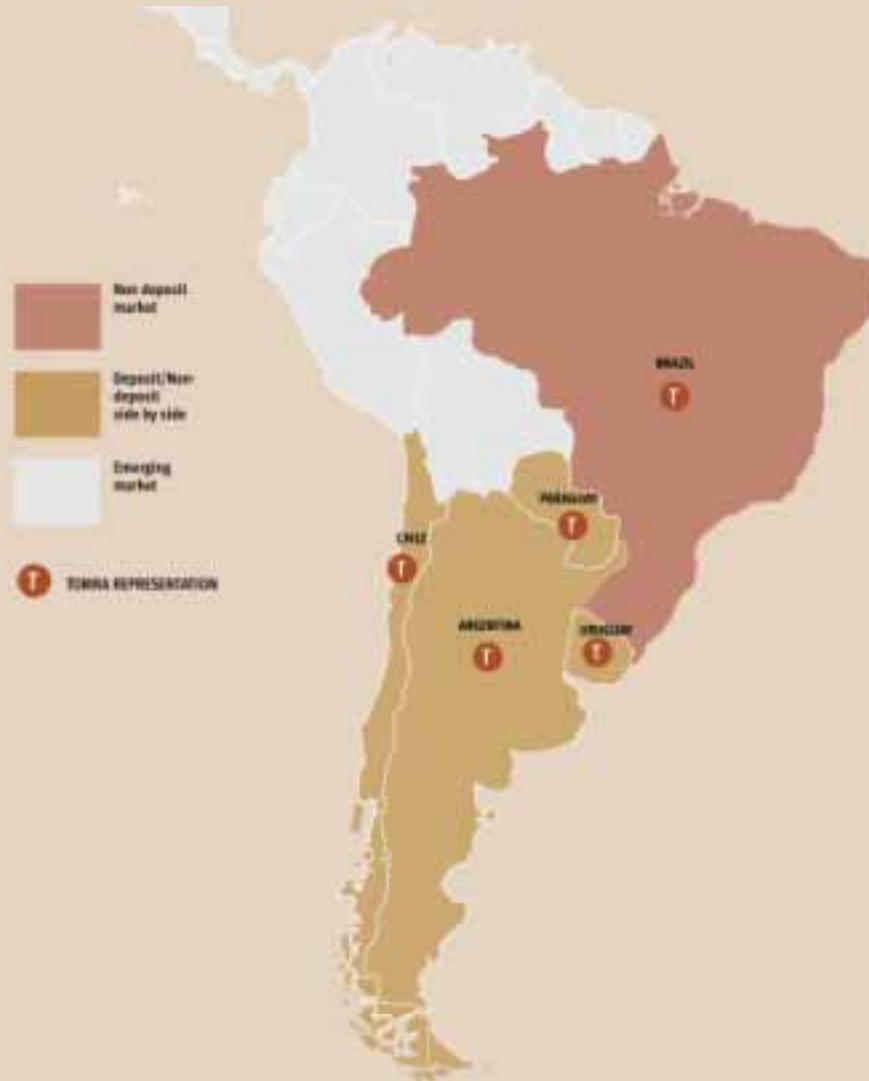 Non deposit
market
Deposit/Non-
deposit
side by side
Emerging
market
T TOMRA REPRESENTATION
BRAZIL
T
PARAGUAY
T
CHILE
T
ARGENTINA
T
URUGUAY
T